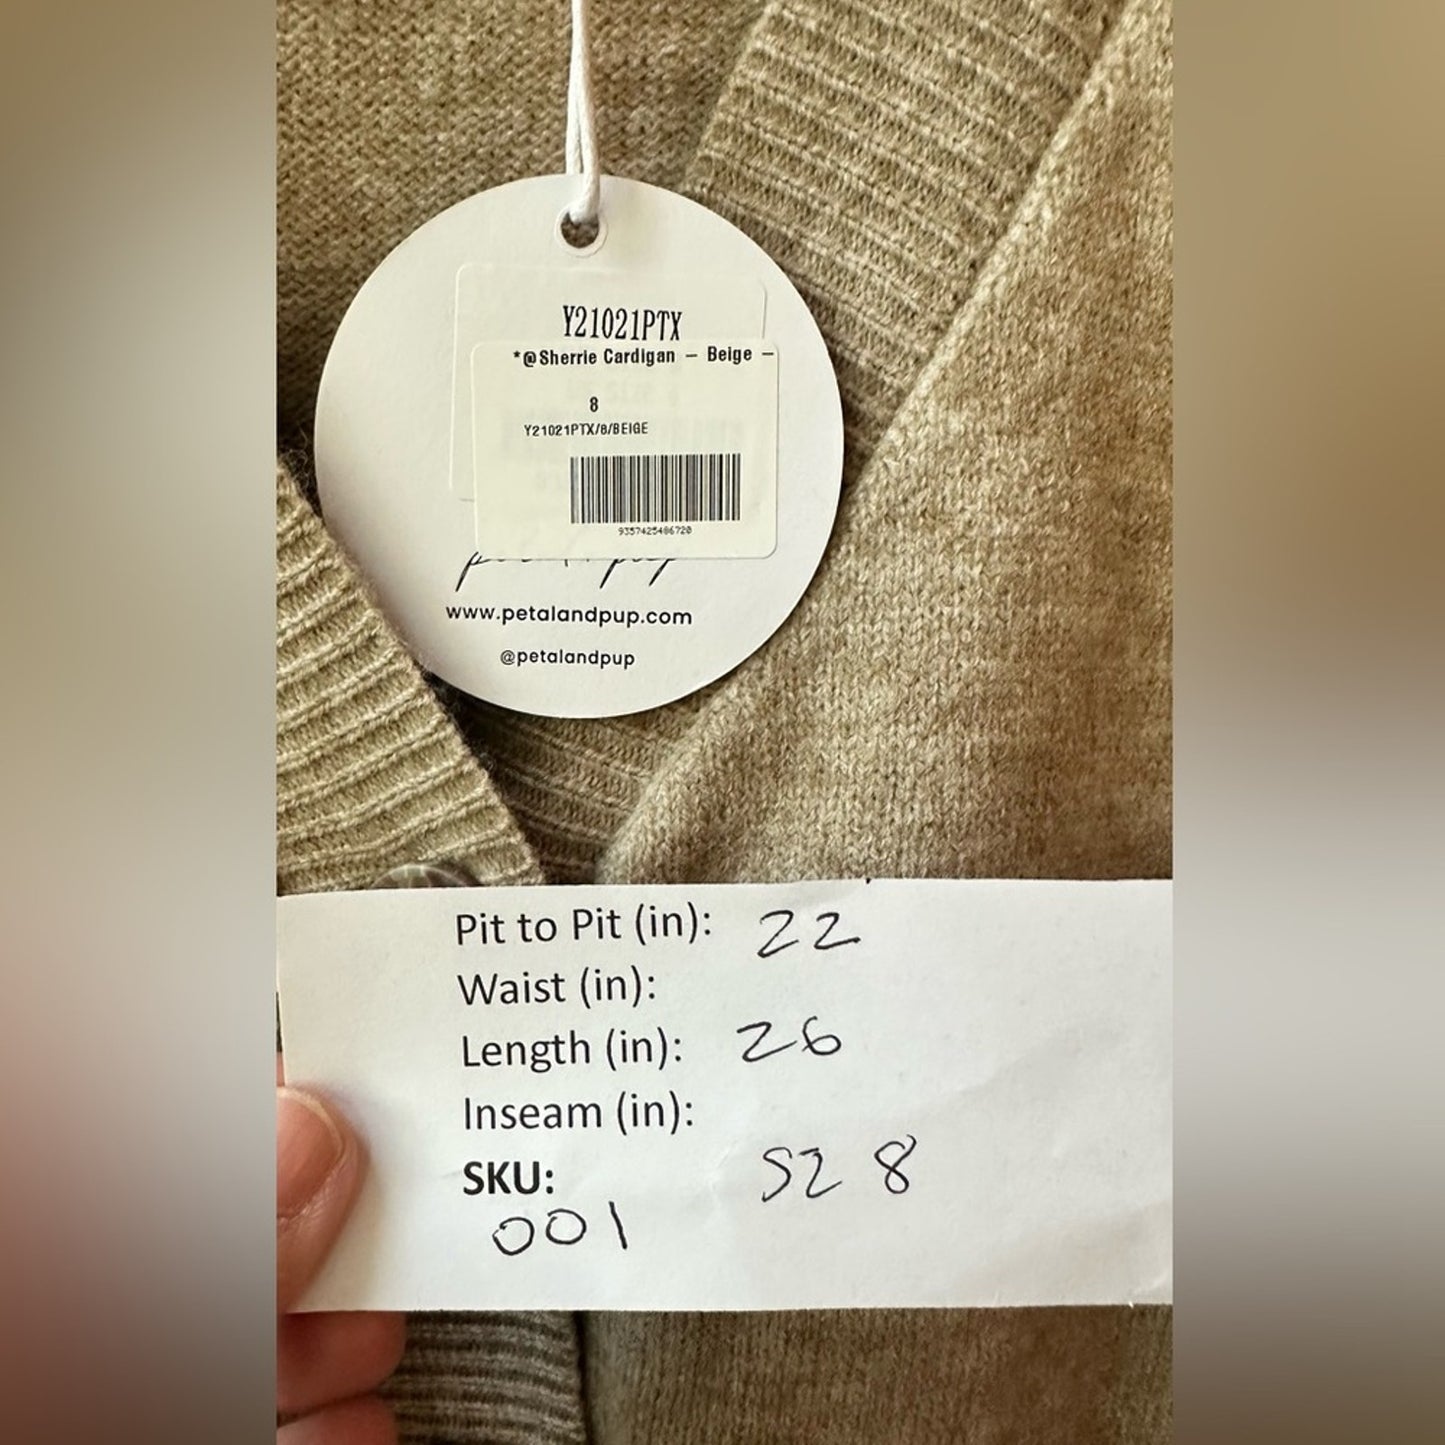 Y21021PTX
*@Sherrie Cardigan – Beige –
8
Y21021PTX/8/BEIGE
9357425486720
www.petalandpup.com
@petalandpup
Pit to Pit (in): 22
Waist (in):
Length (in): 26
Inseam (in):
SKU: SZ 8
001